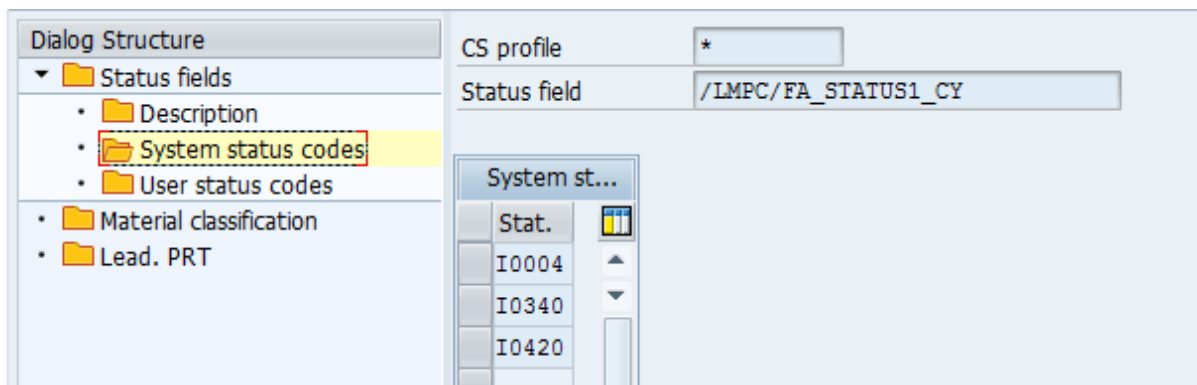 Dialog Structure
Status fields
Description
System status codes
User status codes
Material classification
Lead. PRT
CS profile *
Status field /LMPC/FA_STATUS1_CY
System st...
Stat.
I0004
I0340
I0420